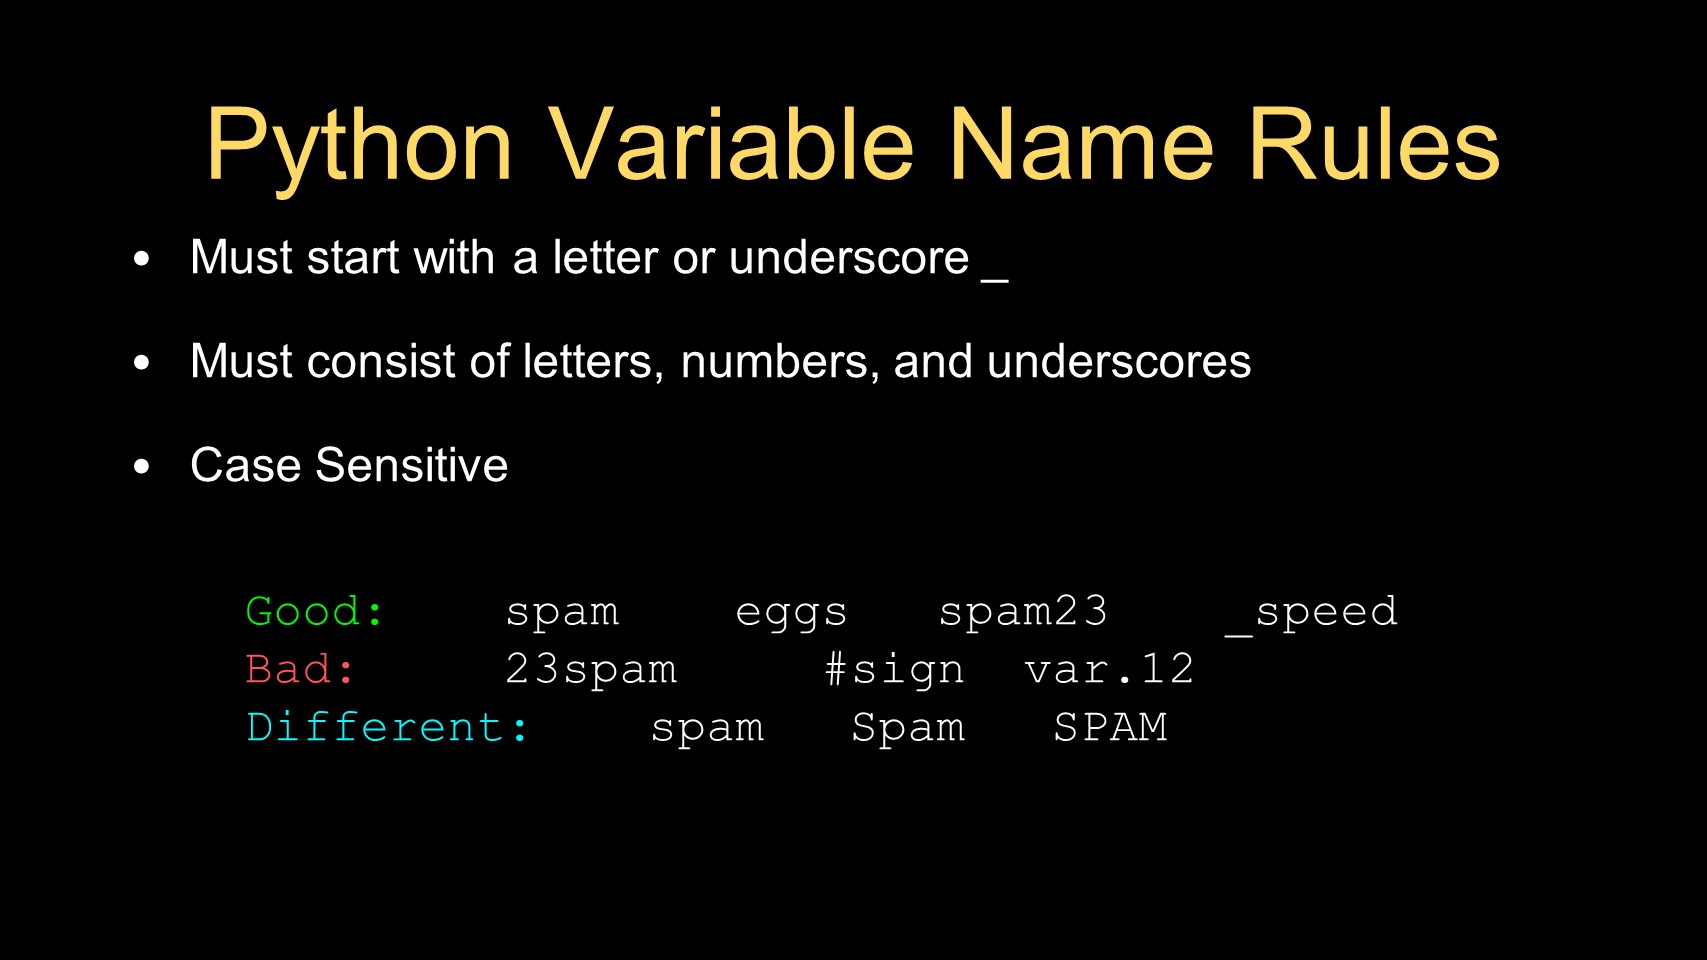 Python Variable Name Rules
• Must start with a letter or underscore _
• Must consist of letters, numbers, and underscores
• Case Sensitive
Good:    spam    eggs   spam23    _speed
Bad:     23spam     #sign  var.12
Different:    spam   Spam   SPAM